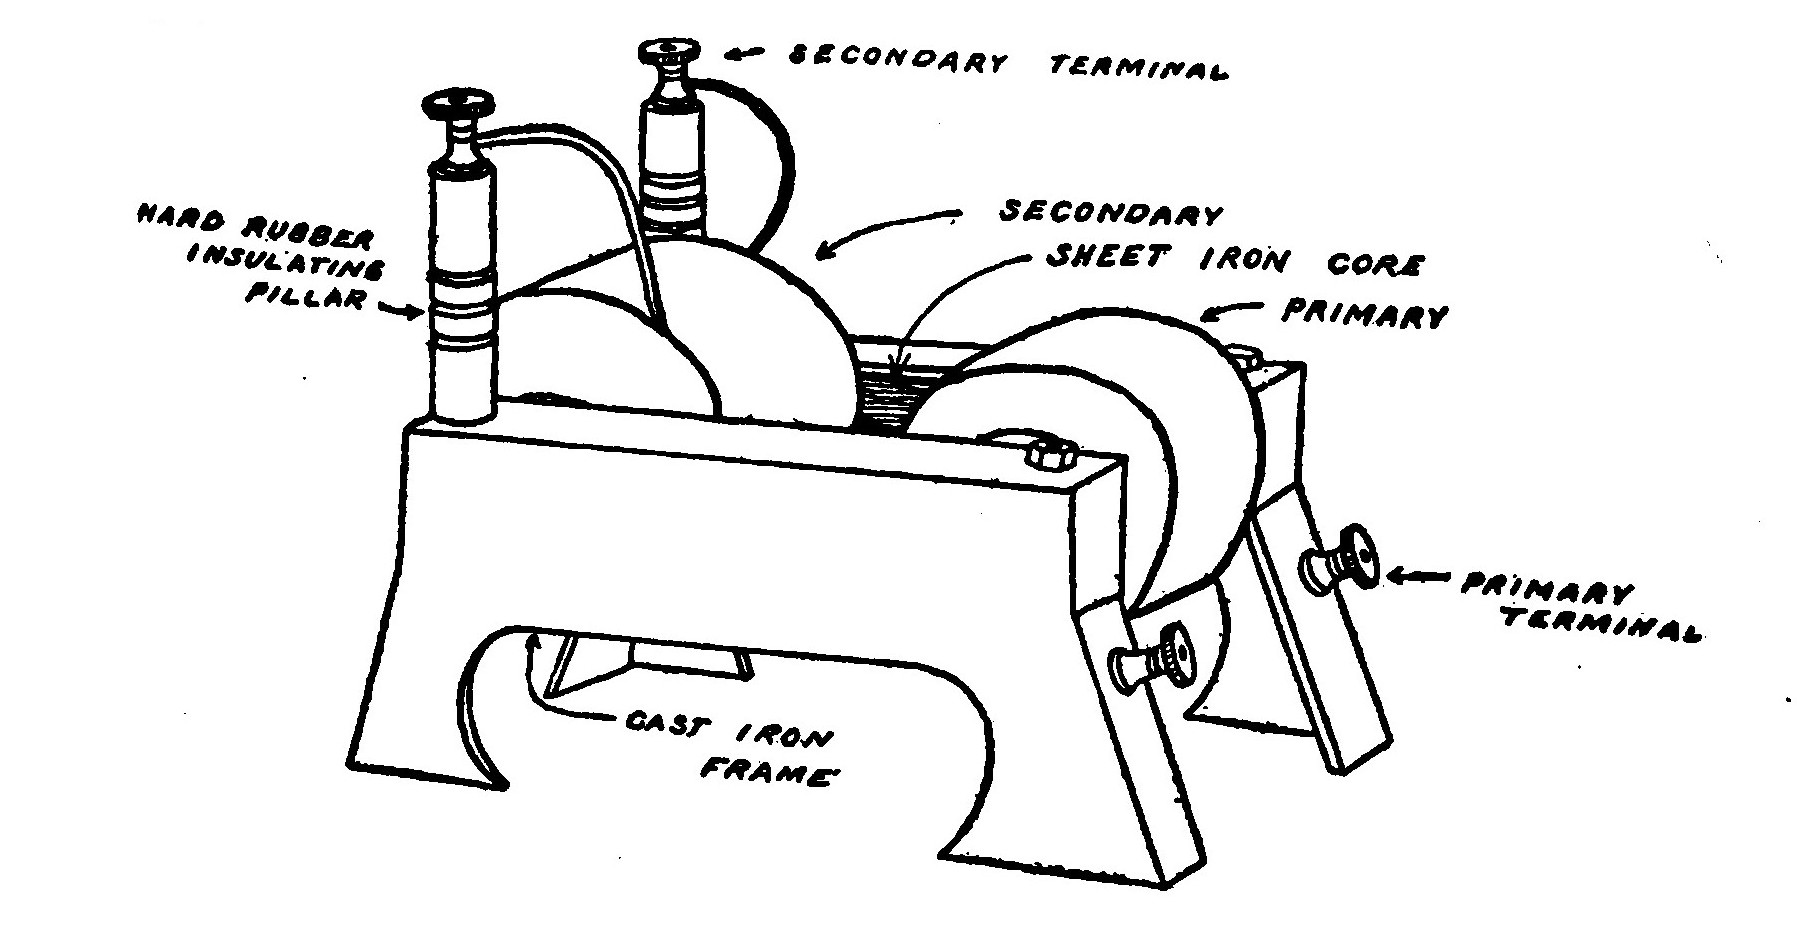 SECONDARY TERMINAL
HARD RUBBER
INSULATING
PILLAR
SECONDARY
SHEET IRON CORE
PRIMARY
PRIMARY
TERMINAL
CAST IRON
FRAME